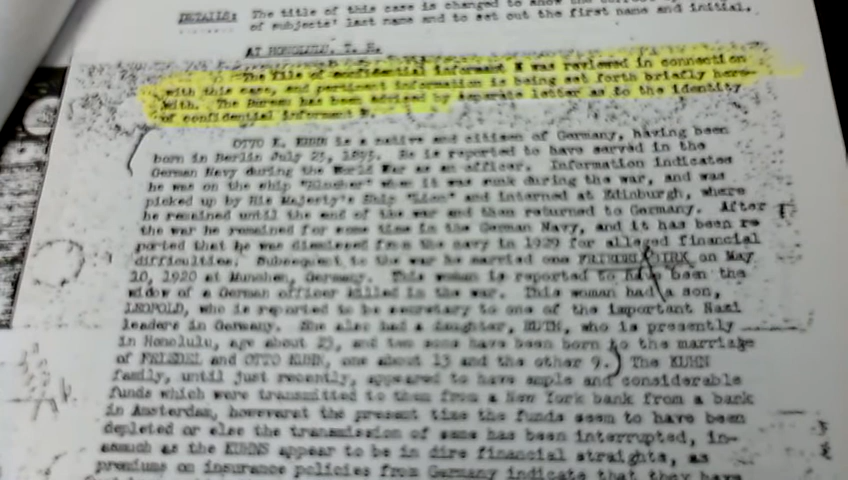 DETAILS: The title of this case is changed to show the correct
of subjects' last name and to set out the first name and initial.
AT HONOLULU, T. H.
The file of confidential informant was reviewed in connection
with this case, and pertinent information is being set forth briefly here-
with. The Bureau has been advised by separate letter as to the identity
of confidential informant
OTTO K. KUHN is a native and citizen of Germany, having been
born in Berlin July He is reported to have served in the
German Navy during the World War as an officer. Information indicates
he was on the ship "Blucher" when it was sunk during the war, and was
picked up by His Majesty's Ship "Lion" and interned at Edinburgh, where
he remained until the end of the war and then returned to Germany. After
the war he remained for some time in the German Navy, and it has been re
ported that he was dismissed from the navy in 1929 for alleged financial
difficulties. Subsequent to the war he married one FRIEDEL BIRK on May
20, 1920 at Munchen, Germany. This woman is reported to have been the
widow of a German officer killed in the war. This woman had a son,
LEOPOLD, who is reported to be secretary to one of the important Nazi
leaders in Germany. She also had a daughter, RUTH, who is presently
in Honolulu, age about 23, and two sons have been born to the marriage
of FRIEDEL and OTTO KUHN, one about 13 and the other 9. The KUHN
family, until just recently, appeared to have ample and considerable
funds which were transmitted to them from a New York bank from a bank
in Amsterdam, however at the present time the funds seem to have been
depleted or else the transmission of same has been interrupted, in-
asmuch as the KUHNS appear to be in dire financial straights, as
premiums on insurance policies from Germany indicate that they have